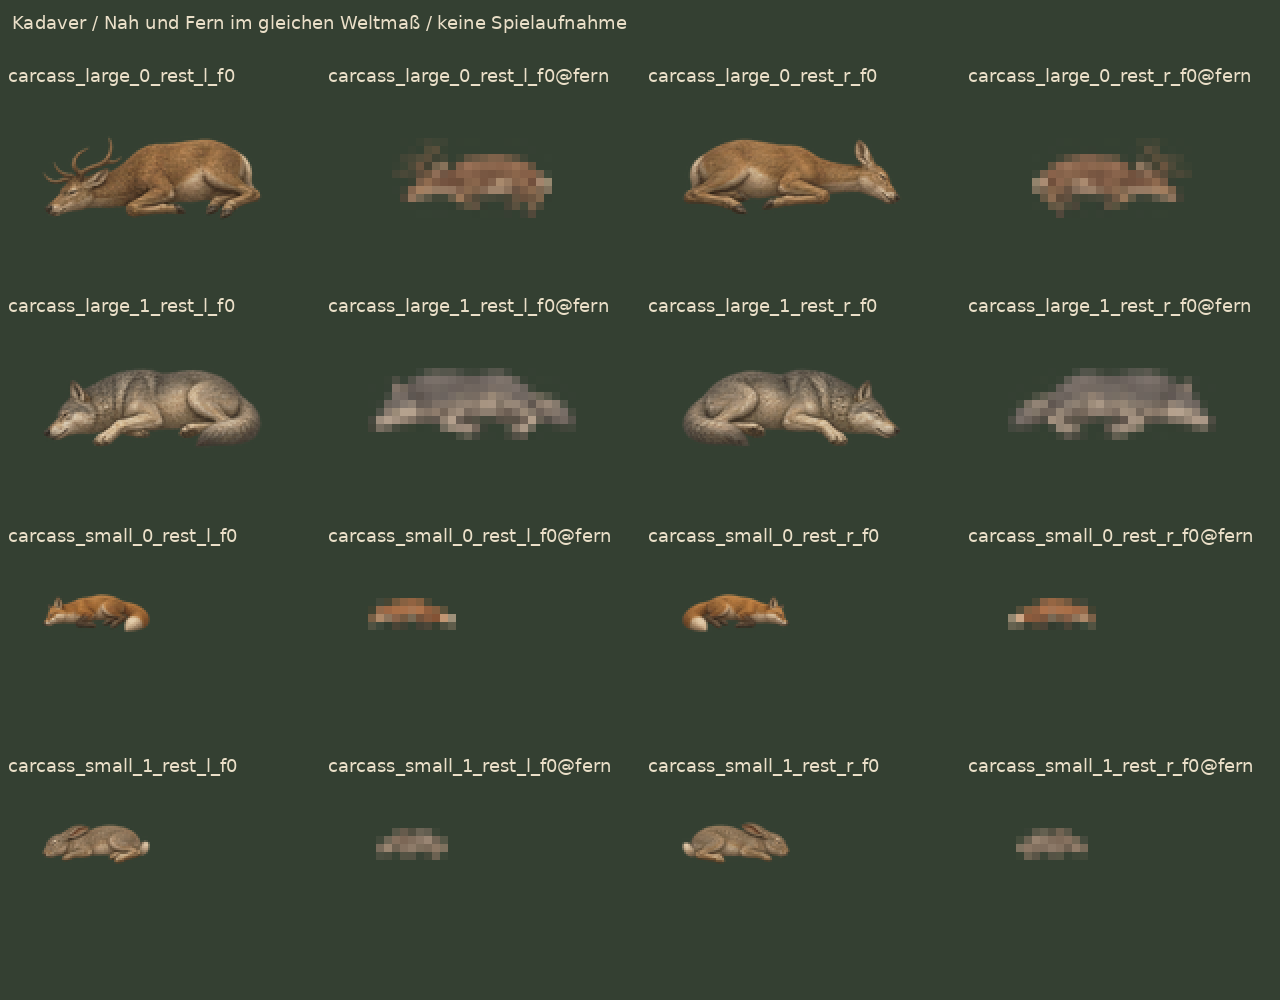 Kadaver / Nah und Fern im gleichen Weltmaß / keine Spielaufnahme
carcass_large_0_rest_l_f0
carcass_large_0_rest_l_f0@fern
carcass_large_0_rest_r_f0
carcass_large_0_rest_r_f0@fern
carcass_large_1_rest_l_f0
carcass_large_1_rest_l_f0@fern
carcass_large_1_rest_r_f0
carcass_large_1_rest_r_f0@fern
carcass_small_0_rest_l_f0
carcass_small_0_rest_l_f0@fern
carcass_small_0_rest_r_f0
carcass_small_0_rest_r_f0@fern
carcass_small_1_rest_l_f0
carcass_small_1_rest_l_f0@fern
carcass_small_1_rest_r_f0
carcass_small_1_rest_r_f0@fern